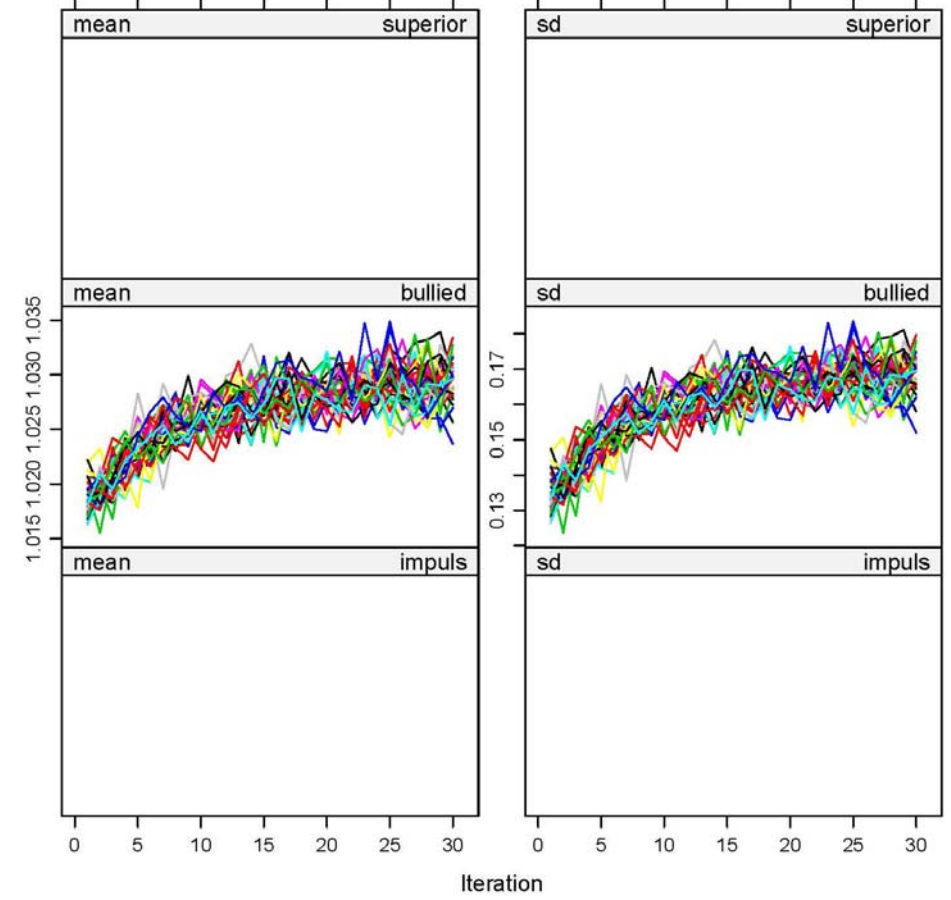 mean superior sd superior
mean bullied sd bullied
1.015 1.020 1.025 1.030 1.035
0.13 0.15 0.17
mean impuls sd impuls
0 5 10 15 20 25 30 0 5 10 15 20 25 30
Iteration